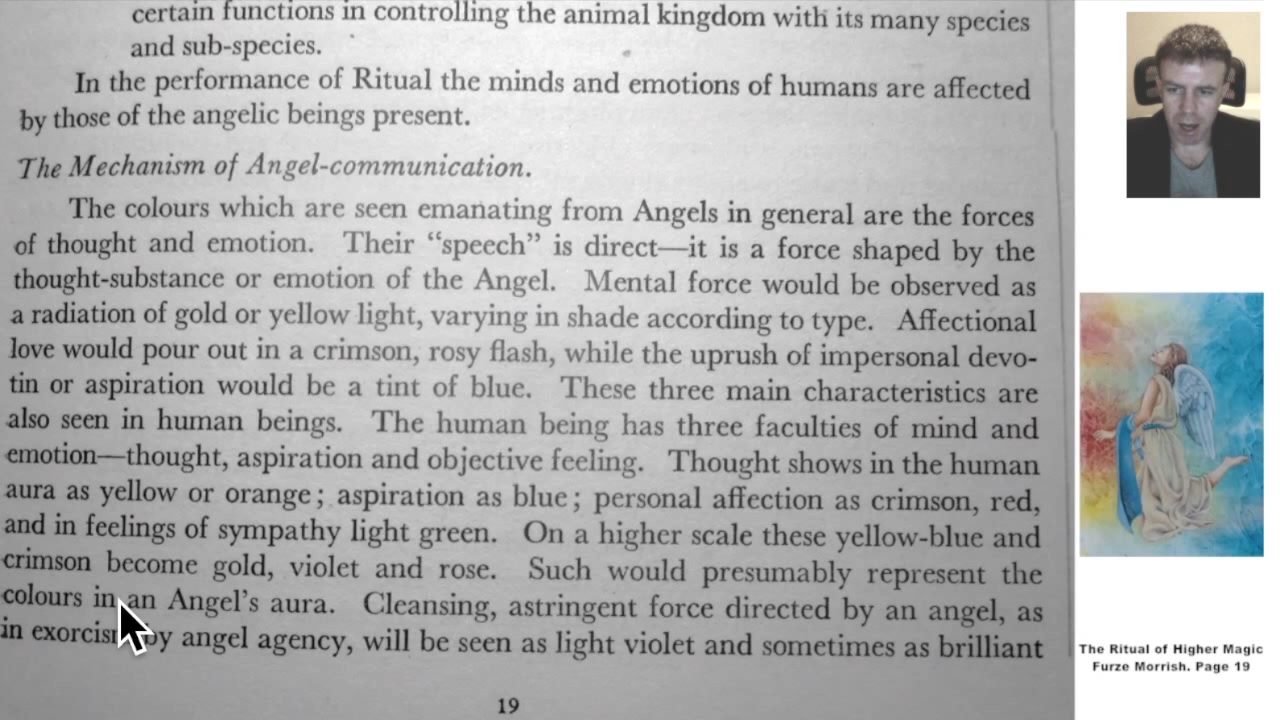 certain functions in controlling the animal kingdom with its many species
and sub-species.
In the performance of Ritual the minds and emotions of humans are affected
by those of the angelic beings present.
The Mechanism of Angel-communication.
The colours which are seen emanating from Angels in general are the forces
of thought and emotion. Their “speech” is direct—it is a force shaped by the
thought-substance or emotion of the Angel. Mental force would be observed as
a radiation of gold or yellow light, varying in shade according to type. Affectional
love would pour out in a crimson, rosy flash, while the uprush of impersonal devo-
tin or aspiration would be a tint of blue. These three main characteristics are
also seen in human beings. The human being has three faculties of mind and
emotion—thought, aspiration and objective feeling. Thought shows in the human
aura as yellow or orange; aspiration as blue; personal affection as crimson, red,
and in feelings of sympathy light green. On a higher scale these yellow-blue and
crimson become gold, violet and rose. Such would presumably represent the
colours in an Angel's aura. Cleansing, astringent force directed by an angel, as
in by angel agency, will be seen as light violet and sometimes as brilliant
19
The Ritual of Higher Magic
Furze Morrish. Page 19